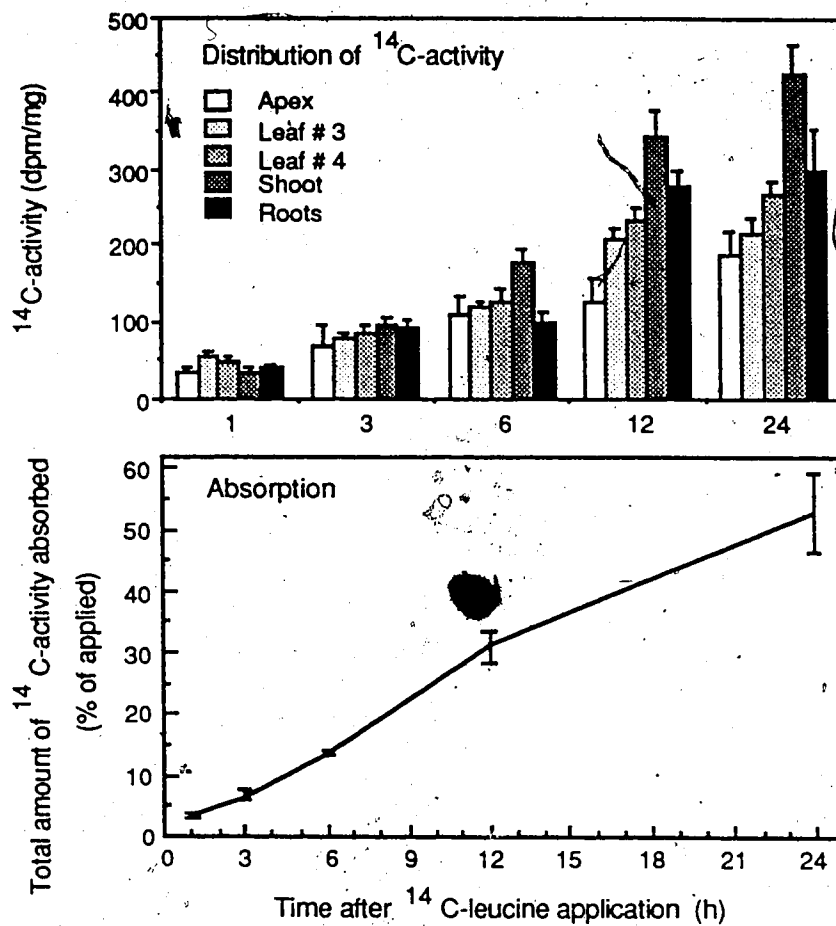 500
400
300
200
100
0
¹⁴C-activity (dpm/mg)
Distribution of ¹⁴C-activity
Apex
Leaf # 3
Leaf # 4
Shoot
Roots
1 3 6 12 24
60
50
40
30
20
10
0
Total amount of ¹⁴ C-activity absorbed
(% of applied)
Absorption
0 3 6 9 12 15 18 21 24
Time after ¹⁴ C-leucine application (h)